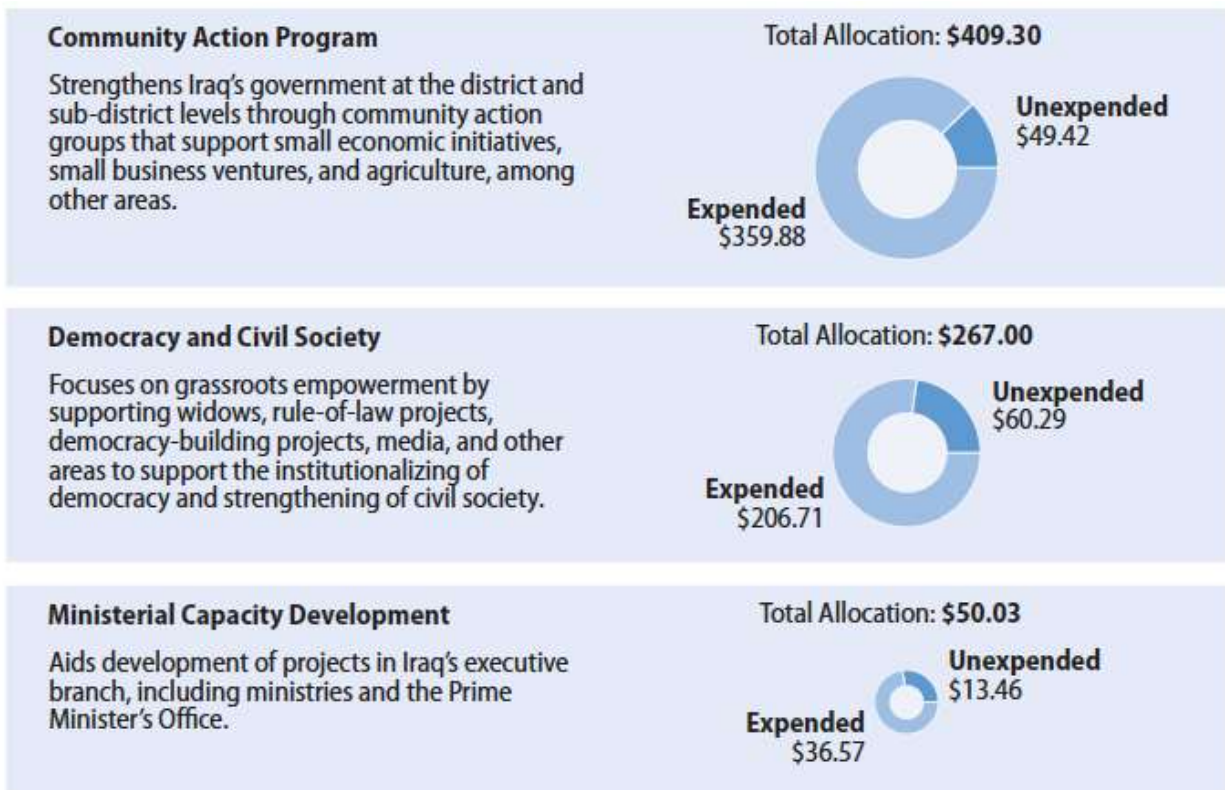 Community Action Program
Strengthens Iraq's government at the district and
sub-district levels through community action
groups that support small economic initiatives,
small business ventures, and agriculture, among
other areas.
Total Allocation: $409.30
Unexpended
$49.42
Expended
$359.88
Democracy and Civil Society
Focuses on grassroots empowerment by
supporting widows, rule-of-law projects,
democracy-building projects, media, and other
areas to support the institutionalizing of
democracy and strengthening of civil society.
Total Allocation: $267.00
Unexpended
$60.29
Expended
$206.71
Ministerial Capacity Development
Aids development of projects in Iraq's executive
branch, including ministries and the Prime
Minister's Office.
Total Allocation: $50.03
Unexpended
$13.46
Expended
$36.57